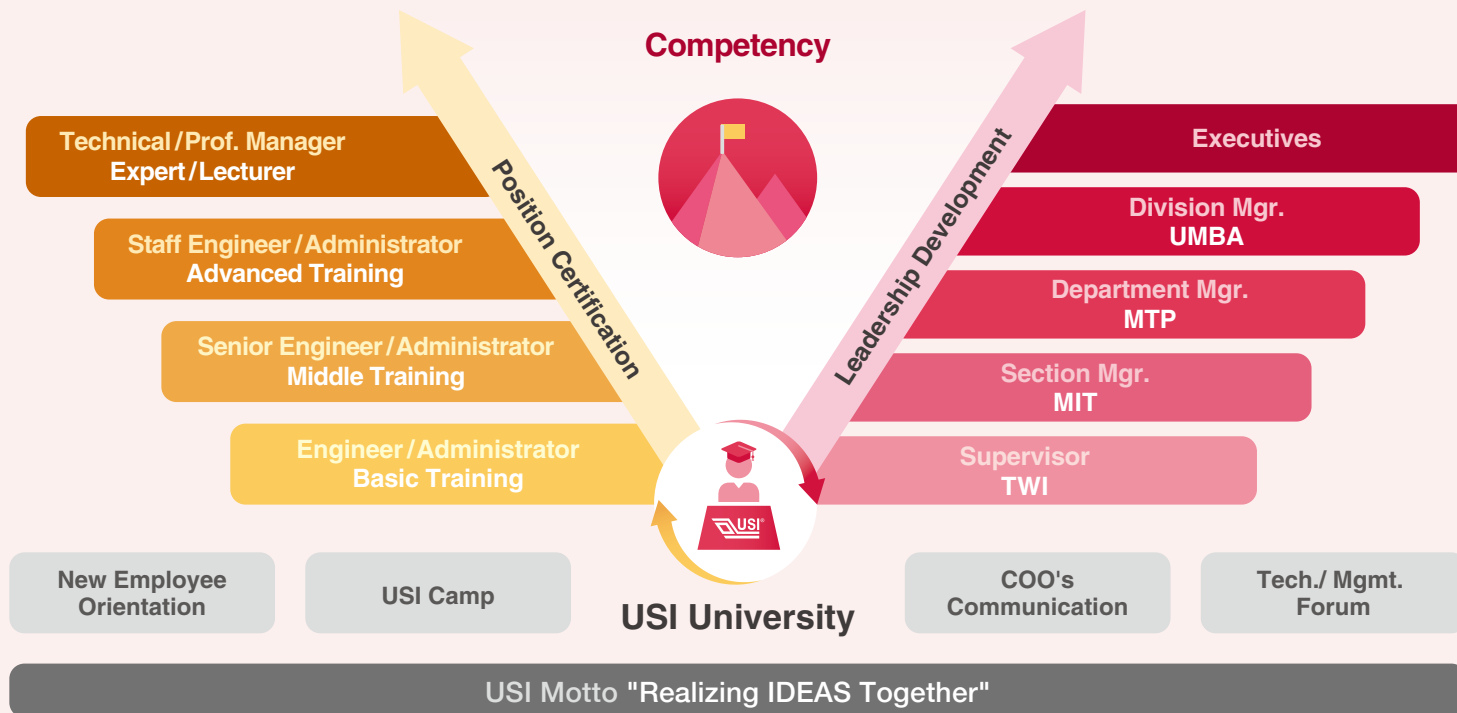 Competency
Technical/Prof. Manager
Expert/Lecturer
Staff Engineer/Administrator
Advanced Training
Senior Engineer/Administrator
Middle Training
Engineer/Administrator
Basic Training
Position Certification
Leadership Development
Executives
Division Mgr.
UMBA
Department Mgr.
MTP
Section Mgr.
MIT
Supervisor
TWI
USI®
New Employee
Orientation
USI Camp
USI University
COO's
Communication
Tech./ Mgmt.
Forum
USI Motto "Realizing IDEAS Together"